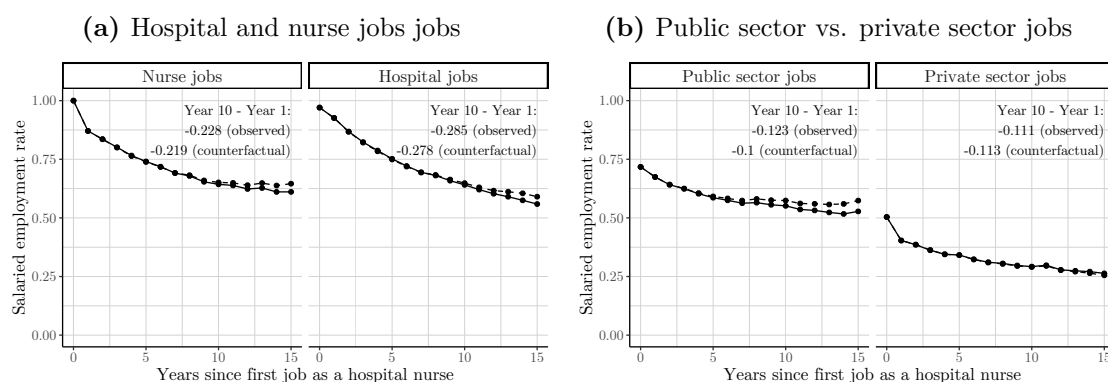 (a) Hospital and nurse jobs jobs
Nurse jobs
Hospital jobs
Salaried employment rate
1.00
0.75
0.50
0.25
0.00
Year 10 - Year 1:
-0.228 (observed)
-0.219 (counterfactual)
Year 10 - Year 1:
-0.285 (observed)
-0.278 (counterfactual)
0 5 10 15
0 5 10 15
Years since first job as a hospital nurse
(b) Public sector vs. private sector jobs
Public sector jobs
Private sector jobs
Salaried employment rate
1.00
0.75
0.50
0.25
0.00
Year 10 - Year 1:
-0.123 (observed)
-0.1 (counterfactual)
Year 10 - Year 1:
-0.111 (observed)
-0.113 (counterfactual)
0 5 10 15
0 5 10 15
Years since first job as a hospital nurse